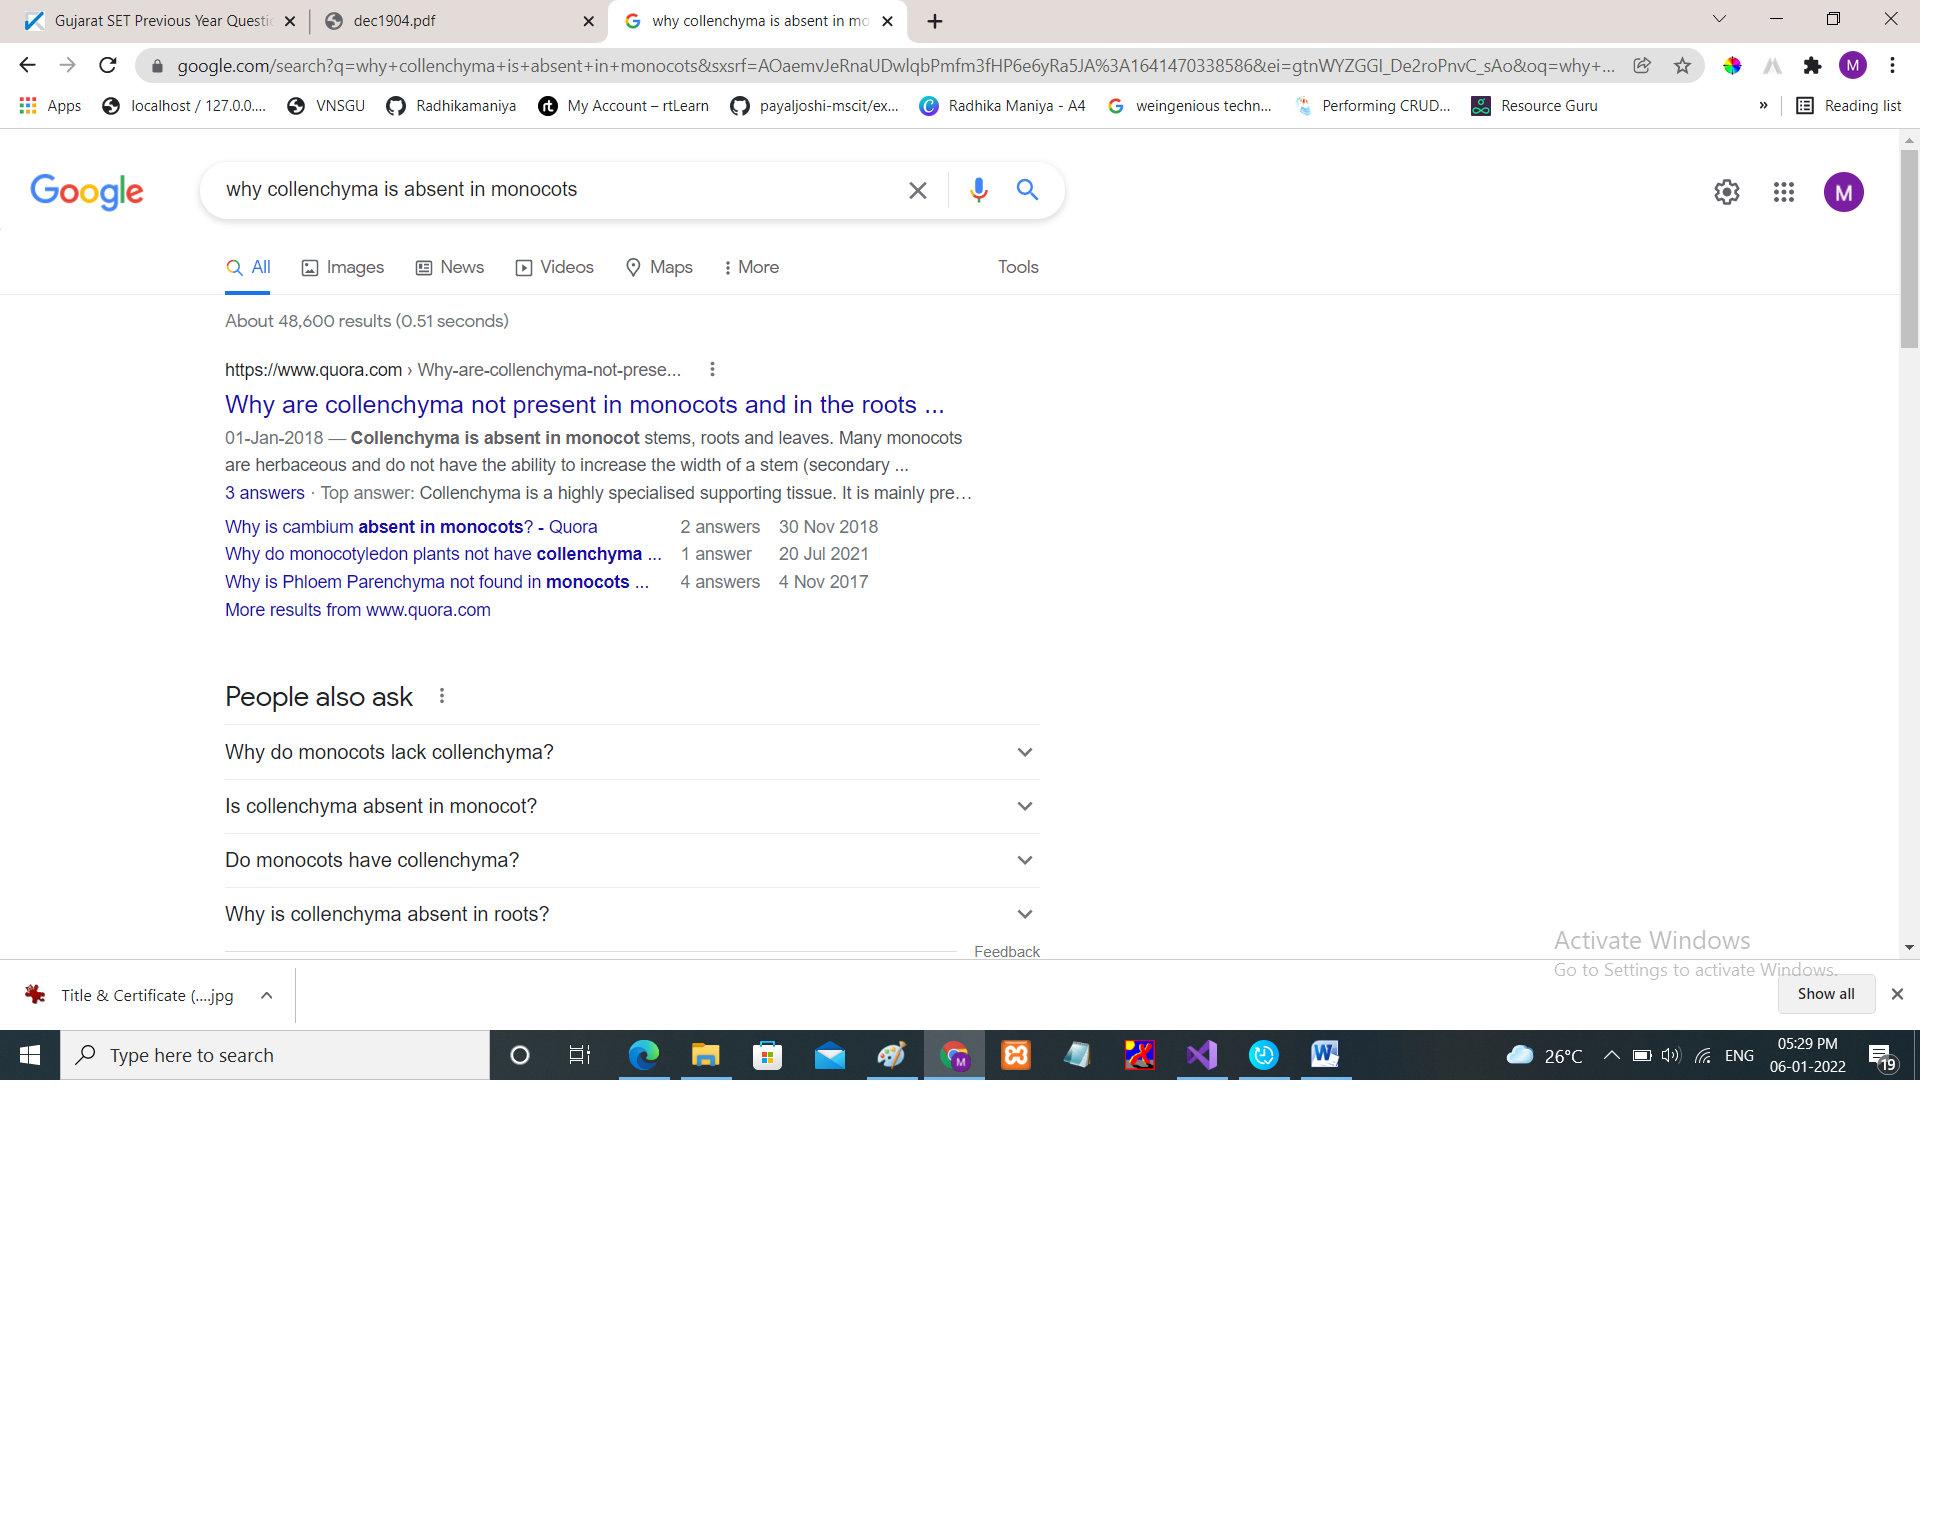 Gujarat SET Previous Year Questi
dec1904.pdf
why collenchyma is absent in mo
google.com/search?q=why+collenchyma+is+absent+in+monocots&sxsrf=AOaemvJeRnaUDwlqbPmfm3fHP6e6yRa5JA%3A1641470338586&ei=gtnWYZGGI_De2roPnvC_sAo&oq=why+...
M
Apps
localhost / 127.0.0....
VNSGU
Radhikamaniya
rt
My Account – rtLearn
payaljoshi-mscit/ex...
Radhika Maniya - A4
weingenious techn...
Performing CRUD...
Resource Guru
»
Reading list
Google
why collenchyma is absent in monocots
M
All
Images
News
Videos
Maps
More
Tools
About 48,600 results (0.51 seconds)
https://www.quora.com › Why-are-collenchyma-not-prese...
Why are collenchyma not present in monocots and in the roots ...
01-Jan-2018 — Collenchyma is absent in monocot stems, roots and leaves. Many monocots
are herbaceous and do not have the ability to increase the width of a stem (secondary ...
3 answers · Top answer: Collenchyma is a highly specialised supporting tissue. It is mainly pre…
Why is cambium absent in monocots? - Quora 2 answers 30 Nov 2018
Why do monocotyledon plants not have collenchyma ... 1 answer 20 Jul 2021
Why is Phloem Parenchyma not found in monocots ... 4 answers 4 Nov 2017
More results from www.quora.com
People also ask
Why do monocots lack collenchyma?
Is collenchyma absent in monocot?
Do monocots have collenchyma?
Why is collenchyma absent in roots?
Feedback
Activate Windows
Go to Settings to activate Windows.
Title & Certificate (....jpg
Show all
Type here to search
26°C
ENG
05:29 PM
06-01-2022
19